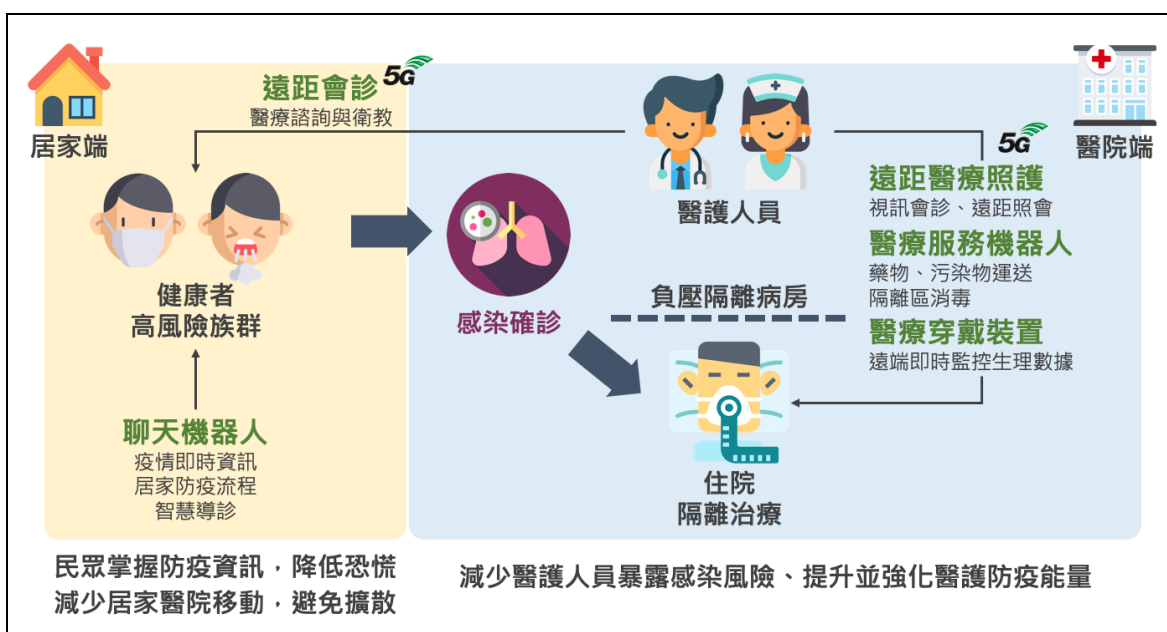 居家端
遠距會診
5G
醫療諮詢與衛教
健康者
高風險族群
聊天機器人
疫情即時資訊
居家防疫流程
智慧導診
民眾掌握防疫資訊，降低恐慌
減少居家醫院移動，避免擴散
感染確診
醫護人員
負壓隔離病房
住院
隔離治療
醫院端
5G
遠距醫療照護
視訊會診、遠距照會
醫療服務機器人
藥物、污染物運送
隔離區消毒
醫療穿戴裝置
遠端即時監控生理數據
減少醫護人員暴露感染風險、提升並強化醫護防疫能量